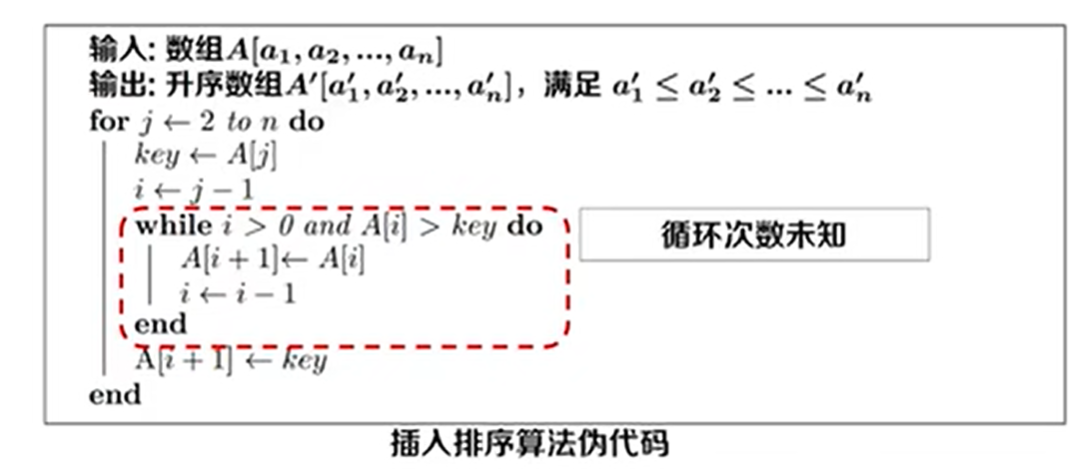 输入: 数组A[a₁, a₂, ..., aₙ]
输出: 升序数组A′[a′₁, a′₂, ..., a′ₙ]，满足 a′₁ ≤ a′₂ ≤ ... ≤ a′ₙ
for j ← 2 to n do
key ← A[j]
i ← j − 1
while i > 0 and A[i] > key do
循环次数未知
A[i + 1]← A[i]
i ← i − 1
end
A[i + 1] ← key
end
插入排序算法伪代码